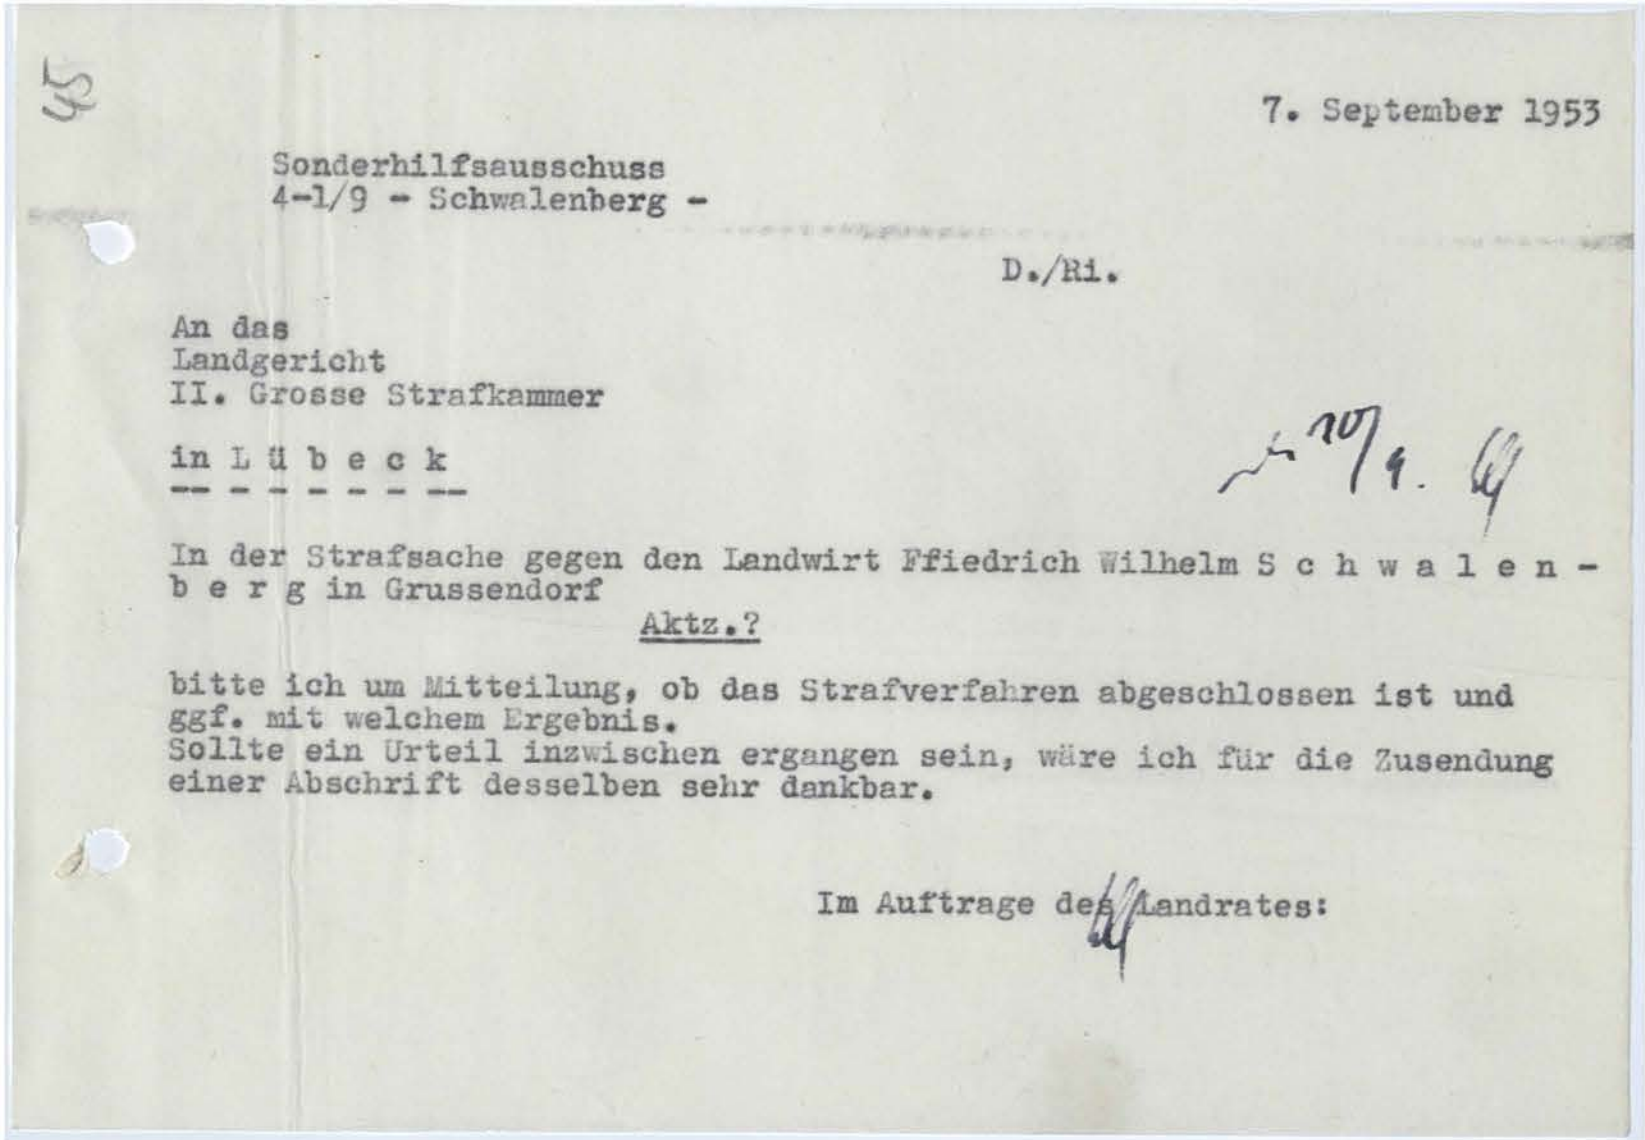 45
7. September 1953
Sonderhilfsausschuss
4-1/9 - Schwalenberg -
D./Ri.
An das
Landgericht
II. Grosse Strafkammer
in L ü b e c k
-- - - - - - --
10/9.
In der Strafsache gegen den Landwirt Ffiedrich Wilhelm S c h w a l e n -
b e r g in Grussendorf
Aktz.?
bitte ich um Mitteilung, ob das Strafverfahren abgeschlossen ist und
ggf. mit welchem Ergebnis.
Sollte ein Urteil inzwischen ergangen sein, wäre ich für die Zusendung
einer Abschrift desselben sehr dankbar.
Im Auftrage des Landrates: